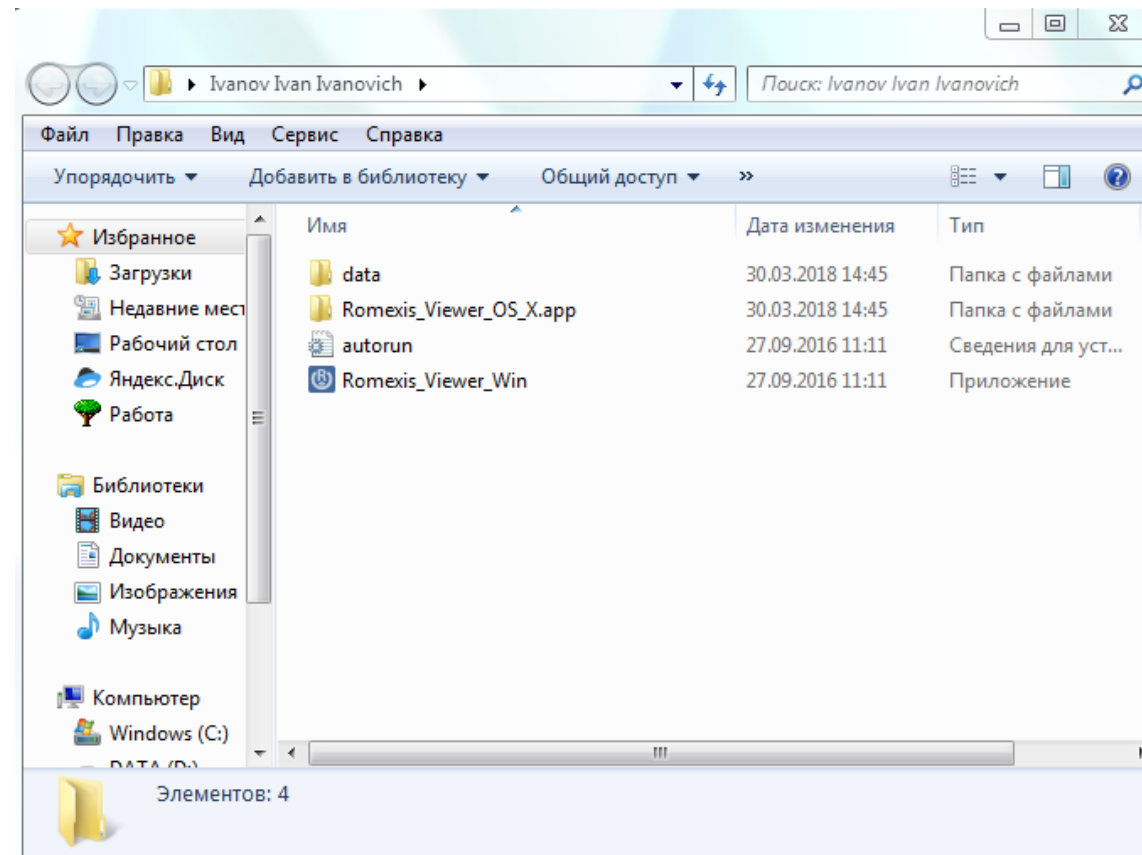 Ivanov Ivan Ivanovich
Поиск: Ivanov Ivan Ivanovich
Файл Правка Вид Сервис Справка
Упорядочить Добавить в библиотеку Общий доступ »
Имя Дата изменения Тип
Избранное
Загрузки
Недавние мест
Рабочий стол
Яндекс.Диск
Работа
Библиотеки
Видео
Документы
Изображения
Музыка
Компьютер
Windows (C:)
DATA (D:)
data 30.03.2018 14:45 Папка с файлами
Romexis_Viewer_OS_X.app 30.03.2018 14:45 Папка с файлами
autorun 27.09.2016 11:11 Сведения для уст...
Romexis_Viewer_Win 27.09.2016 11:11 Приложение
Элементов: 4